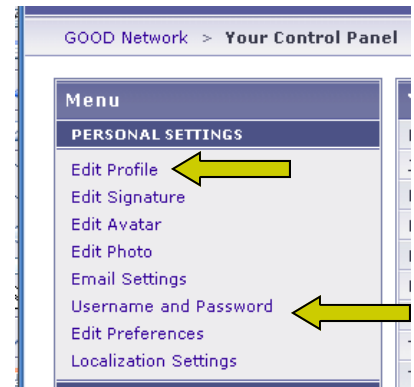 GOOD Network > Your Control Panel
Menu
PERSONAL SETTINGS
Edit Profile
Edit Signature
Edit Avatar
Edit Photo
Email Settings
Username and Password
Edit Preferences
Localization Settings